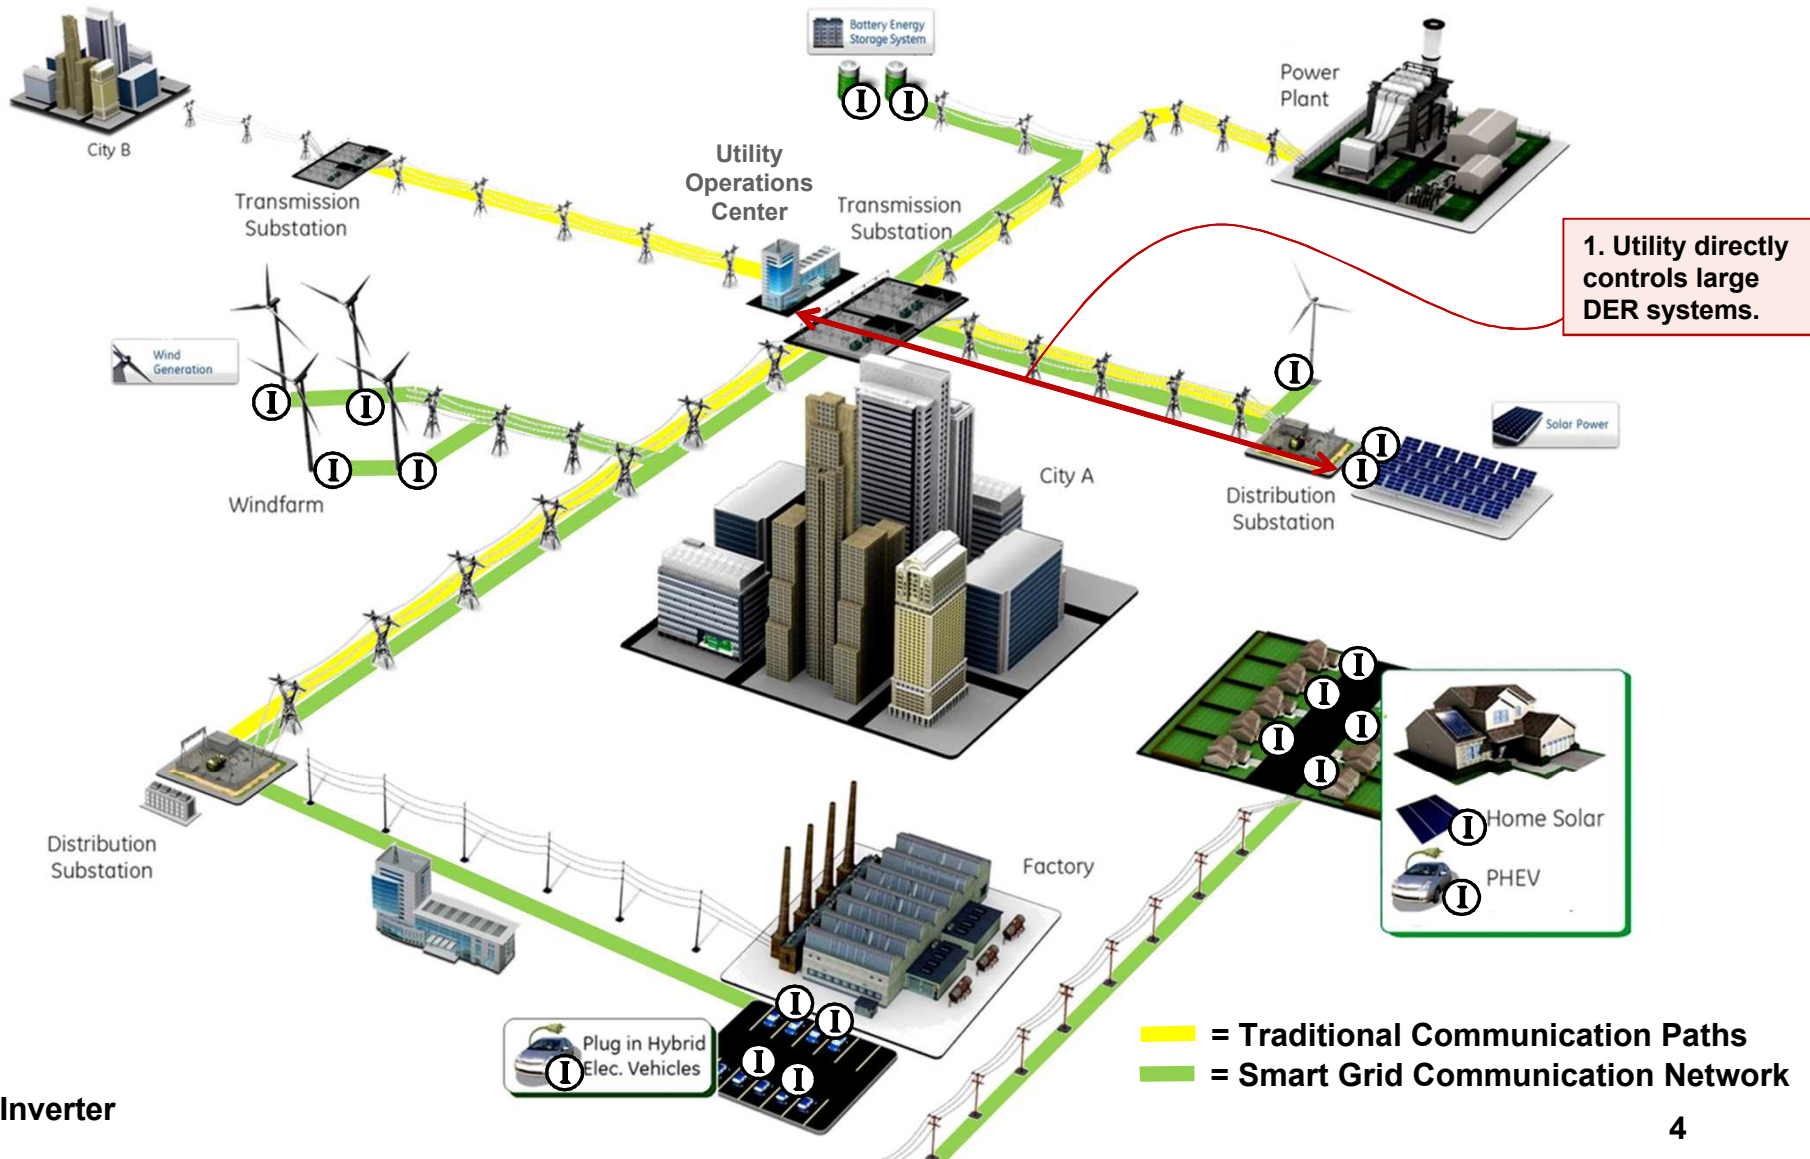 Battery Energy
Storage System
I
I
Power
Plant
City B
Utility
Operations
Center
Transmission
Substation
Transmission
Substation
1. Utility directly
controls large
DER systems.
Wind
Generation
I
I
I
I
Windfarm
I
Solar Power
I
I
City A
Distribution
Substation
I
I
I
I
I
Home Solar
I
PHEV
I
Distribution
Substation
Factory
I
I
I
I
Plug in Hybrid
Elec. Vehicles
I
= Traditional Communication Paths
= Smart Grid Communication Network
Inverter
4